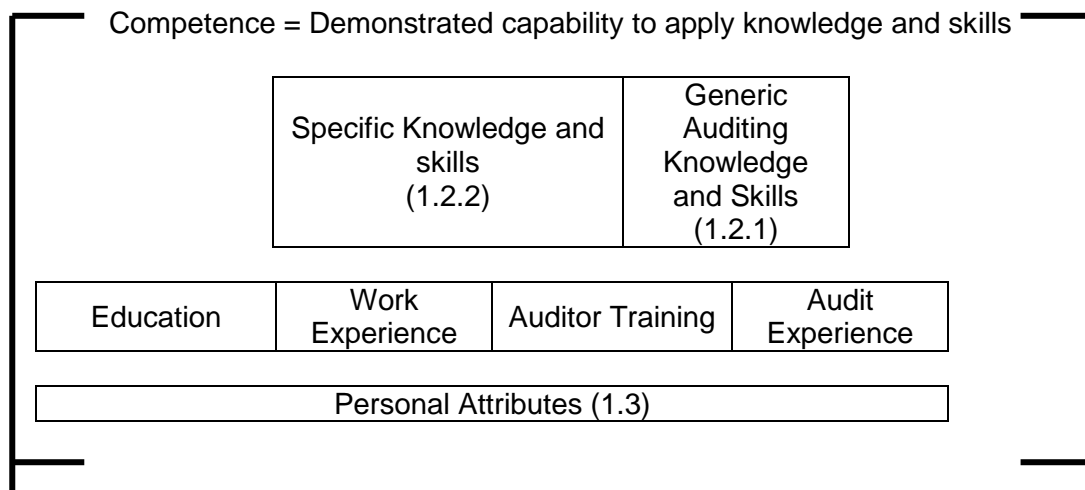 Competence = Demonstrated capability to apply knowledge and skills
Specific Knowledge and
skills
(1.2.2)
Generic
Auditing
Knowledge
and Skills
(1.2.1)
Education
Work
Experience
Auditor Training
Audit
Experience
Personal Attributes (1.3)